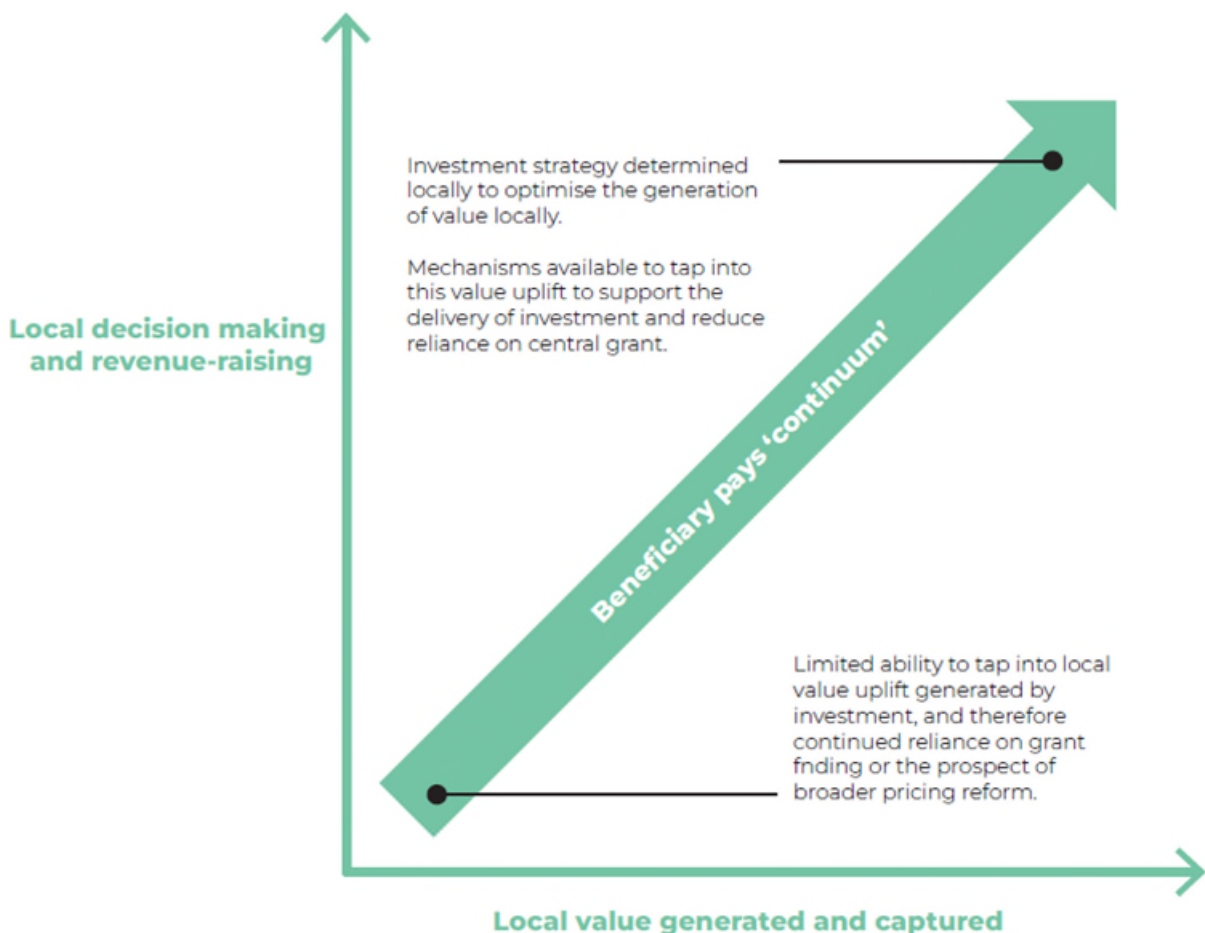 Investment strategy determined
locally to optimise the generation
of value locally.
Mechanisms available to tap into
this value uplift to support the
delivery of investment and reduce
reliance on central grant.
Local decision making
and revenue-raising
Beneficiary pays ‘continuum’
Limited ability to tap into local
value uplift generated by
investment, and therefore
continued reliance on grant
fnding or the prospect of
broader pricing reform.
Local value generated and captured